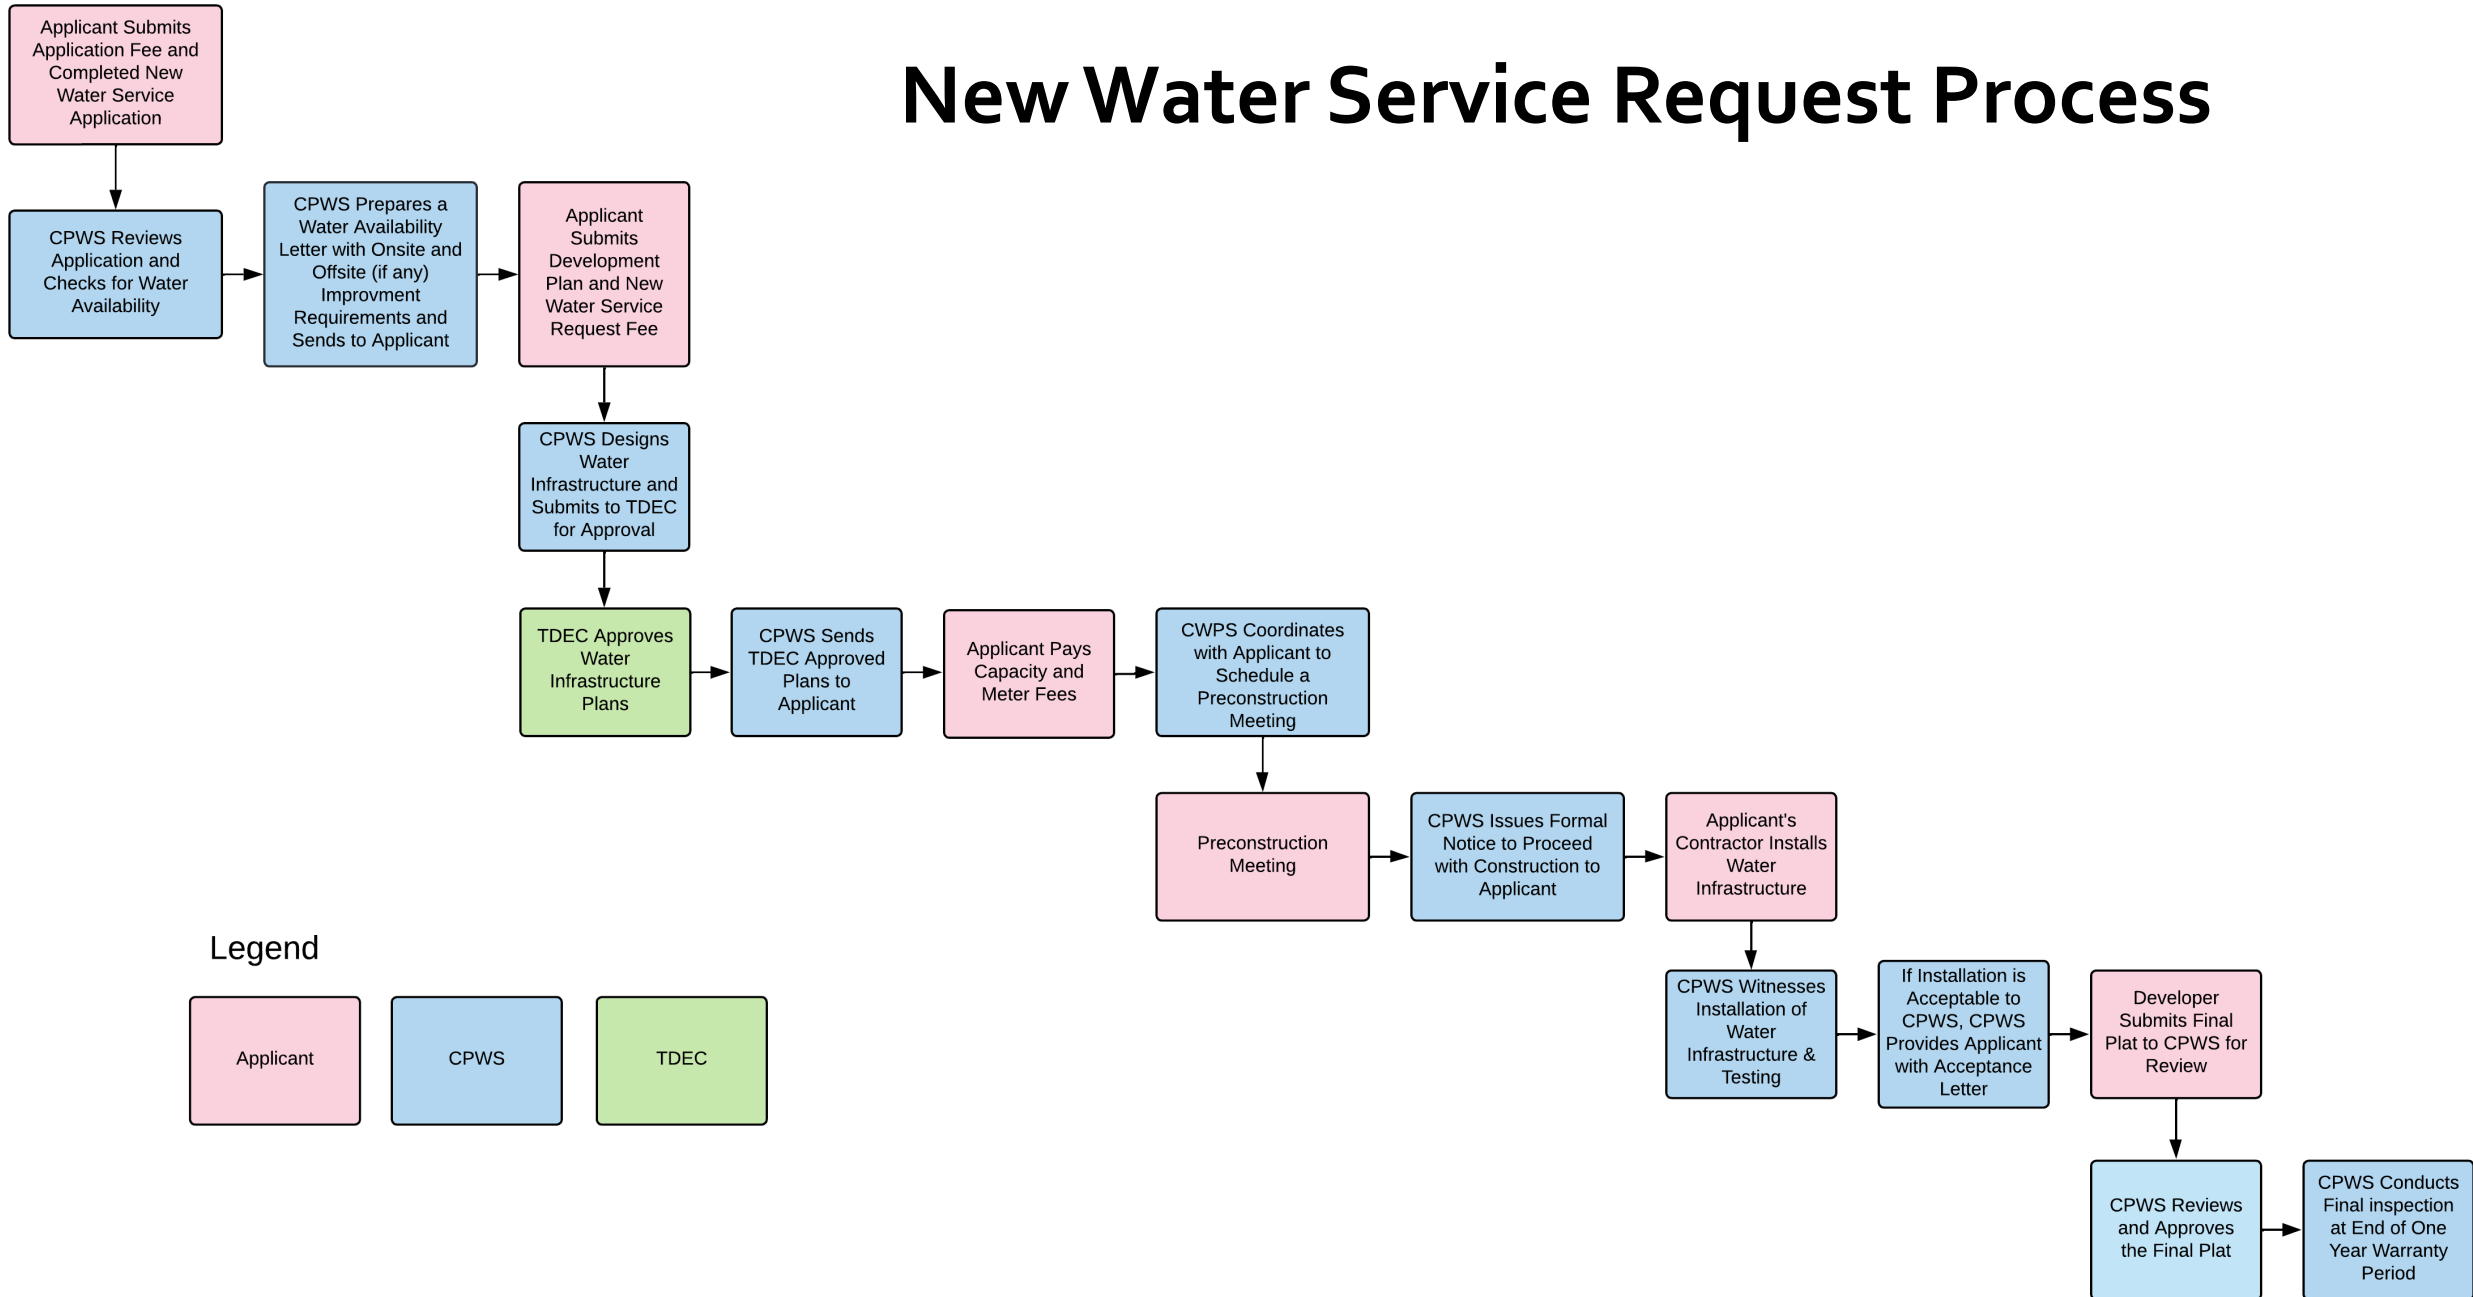 New Water Service Request Process
Applicant Submits
Application Fee and
Completed New
Water Service
Application
CPWS Reviews
Application and
Checks for Water
Availability
CPWS Prepares a
Water Availability
Letter with Onsite and
Offsite (if any)
Improvment
Requirements and
Sends to Applicant
Applicant
Submits
Development
Plan and New
Water Service
Request Fee
CPWS Designs
Water
Infrastructure and
Submits to TDEC
for Approval
TDEC Approves
Water
Infrastructure
Plans
CPWS Sends
TDEC Approved
Plans to
Applicant
Applicant Pays
Capacity and
Meter Fees
CWPS Coordinates
with Applicant to
Schedule a
Preconstruction
Meeting
Preconstruction
Meeting
CPWS Issues Formal
Notice to Proceed
with Construction to
Applicant
Applicant's
Contractor Installs
Water
Infrastructure
CPWS Witnesses
Installation of
Water
Infrastructure &
Testing
If Installation is
Acceptable to
CPWS, CPWS
Provides Applicant
with Acceptance
Letter
Developer
Submits Final
Plat to CPWS for
Review
CPWS Reviews
and Approves
the Final Plat
CPWS Conducts
Final inspection
at End of One
Year Warranty
Period
Legend
Applicant
CPWS
TDEC